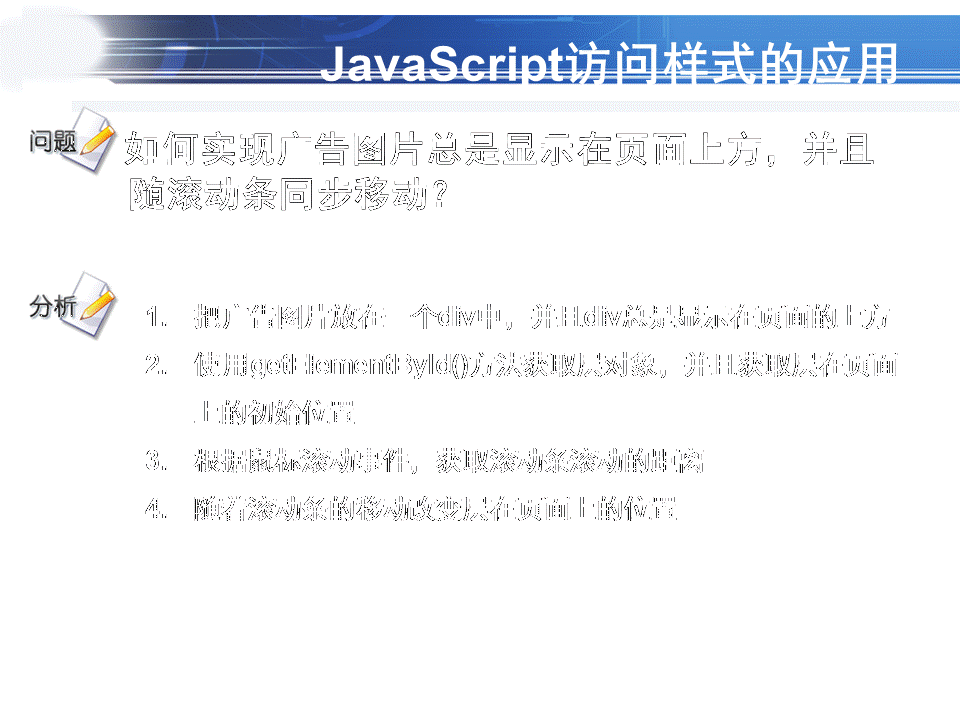 JavaScript访问样式的应用
问题
如何实现广告图片总是显示在页面上方，并且
随滚动条同步移动？
分析
1. 把广告图片放在一个div中，并且div总是显示在页面的上方
2. 使用getElementById()方法获取层对象，并且获取层在页面
上的初始位置
3. 根据鼠标滚动事件，获取滚动条滚动的距离
4. 随着滚动条的移动改变层在页面上的位置